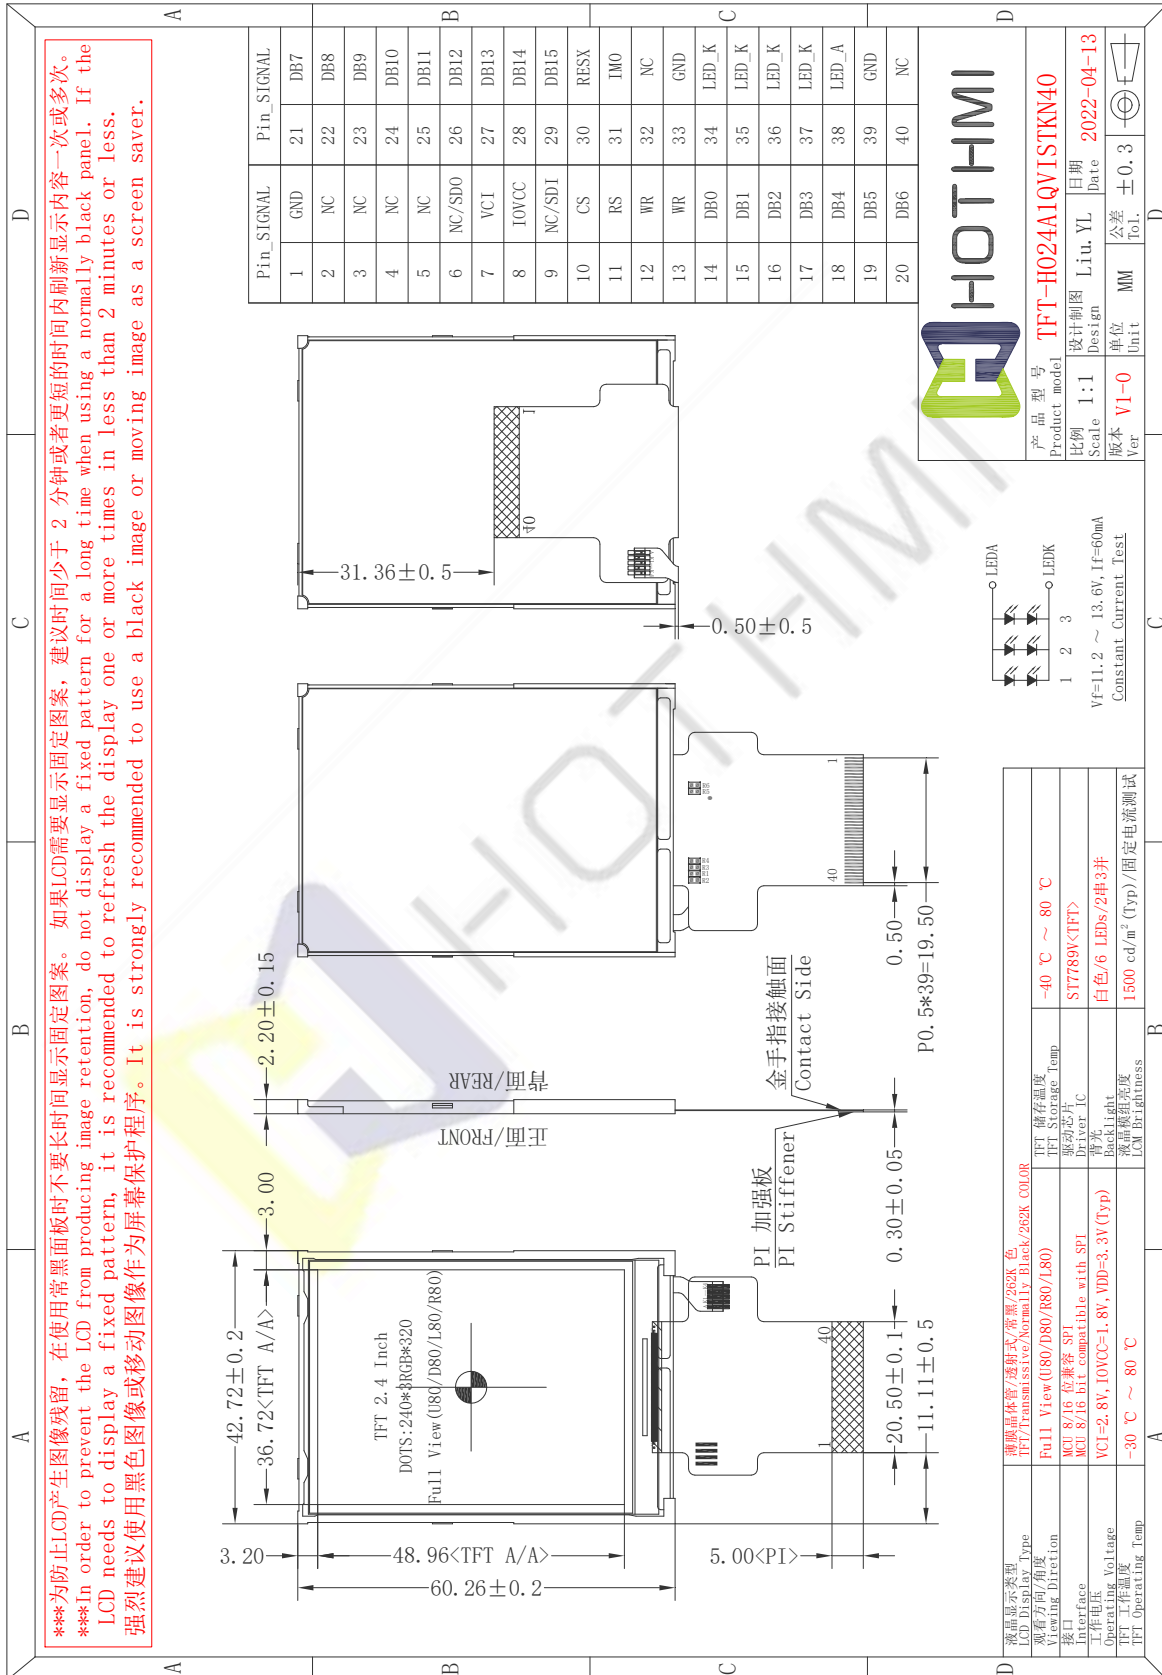 ***为防止LCD产生图像残留，在使用常黑面板时不要长时间显示固定图案。 如果LCD需要显示固定图案，建议时间少于 2 分钟或者更短的时间内刷新显示内容一次或多次。
***In order to prevent the LCD from producing image retention, do not display a fixed pattern for a long time when using a normally black panel. If the
LCD needs to display a fixed pattern, it is recommended to refresh the display one or more times in less than 2 minutes or less.
强烈建议使用黑色图像或移动图像作为屏幕保护程序。It is strongly recommended to use a black image or moving image as a screen saver.
A B C D
A B C D
A B C D
A B C D
42.72±0.2
36.72<TFT A/A>
3.00
3.20
48.96<TFT A/A>
60.26±0.2
TFT 2.4 Inch
DOTS:240*3RGB*320
Full View(U80/D80/L80/R80)
5.00<PI>
1 40
20.50±0.1
11.11±0.5
2.20±0.15
正面/FRONT
背面/REAR
PI 加强板
PI Stiffener
金手指接触面
Contact Side
0.30±0.05
R2
R1
R3
R4
R5
R6
40 1
0.50
P0.5*39=19.50
31.36±0.5
0.50±0.5
40 1
Pin_SIGNAL Pin_SIGNAL
1 GND 21 DB7
2 NC 22 DB8
3 NC 23 DB9
4 NC 24 DB10
5 NC 25 DB11
6 NC/SDO 26 DB12
7 VCI 27 DB13
8 IOVCC 28 DB14
9 NC/SDI 29 DB15
10 CS 30 RESX
11 RS 31 IM0
12 WR 32 NC
13 WR 33 GND
14 DB0 34 LED_K
15 DB1 35 LED_K
16 DB2 36 LED_K
17 DB3 37 LED_K
18 DB4 38 LED_A
19 DB5 39 GND
20 DB6 40 NC
LEDA
LEDK
1 2 3
Vf=11.2 ～ 13.6V,If=60mA
Constant Current Test
液晶显示类型
LCD Display Type
薄膜晶体管/透射式/常黑/262K 色
TFT/Transmissive/Normally Black/262K COLOR
观看方向/角度
Viewing Diretion
Full View(U80/D80/R80/L80)
接口
Interface
MCU 8/16 位兼容 SPI
MCU 8/16 bit compatible with SPI
工作电压
Operating Voltage
VCI=2.8V,IOVCC=1.8V,VDD=3.3V(Typ)
TFT 工作温度
TFT Operating Temp
-30 ℃ ～ 80 ℃
TFT 储存温度
TFT Storage Temp
-40 ℃ ～ 80 ℃
驱动芯片
Driver IC
ST7789V<TFT>
背光
Backlight
白色/6 LEDs/2串3并
液晶模组亮度
LCM Brightness
1500 cd/m²(Typ)/固定电流测试
HOTHMI
产 品 型 号
Product model
TFT-H024A1QVISTKN40
比例
Scale
1:1
设计制图
Design
Liu.YL
日期
Date
2022-04-13
版本
Ver
V1-0
单位
Unit
MM
公差
Tol.
±0.3
HOTHMI